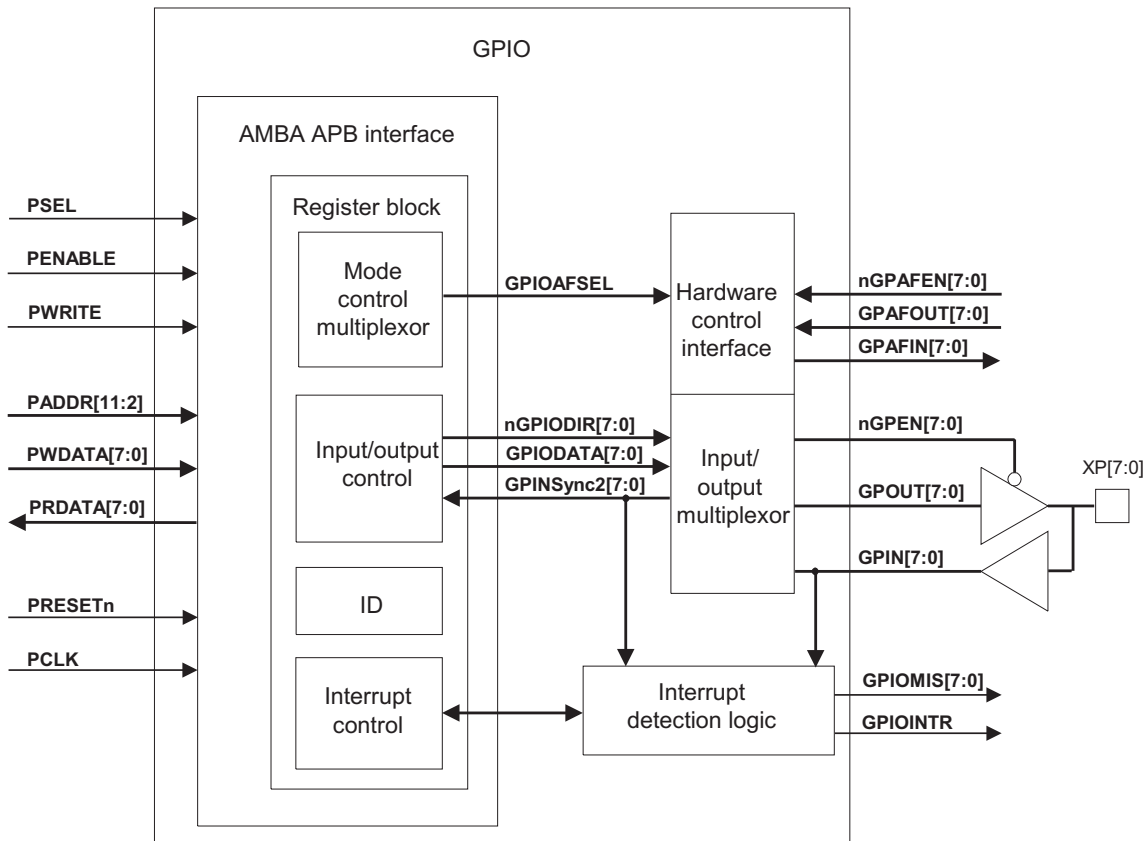 GPIO
AMBA APB interface
Register block
PSEL
PENABLE
PWRITE
PADDR[11:2]
PWDATA[7:0]
PRDATA[7:0]
PRESETn
PCLK
Mode
control
multiplexor
Input/output
control
ID
Interrupt
control
GPIOAFSEL
nGPIODIR[7:0]
GPIODATA[7:0]
GPINSync2[7:0]
Hardware
control
interface
Input/
output
multiplexor
Interrupt
detection logic
nGPAFEN[7:0]
GPAFOUT[7:0]
GPAFIN[7:0]
nGPEN[7:0]
GPOUT[7:0]
GPIN[7:0]
XP[7:0]
GPIOMIS[7:0]
GPIOINTR